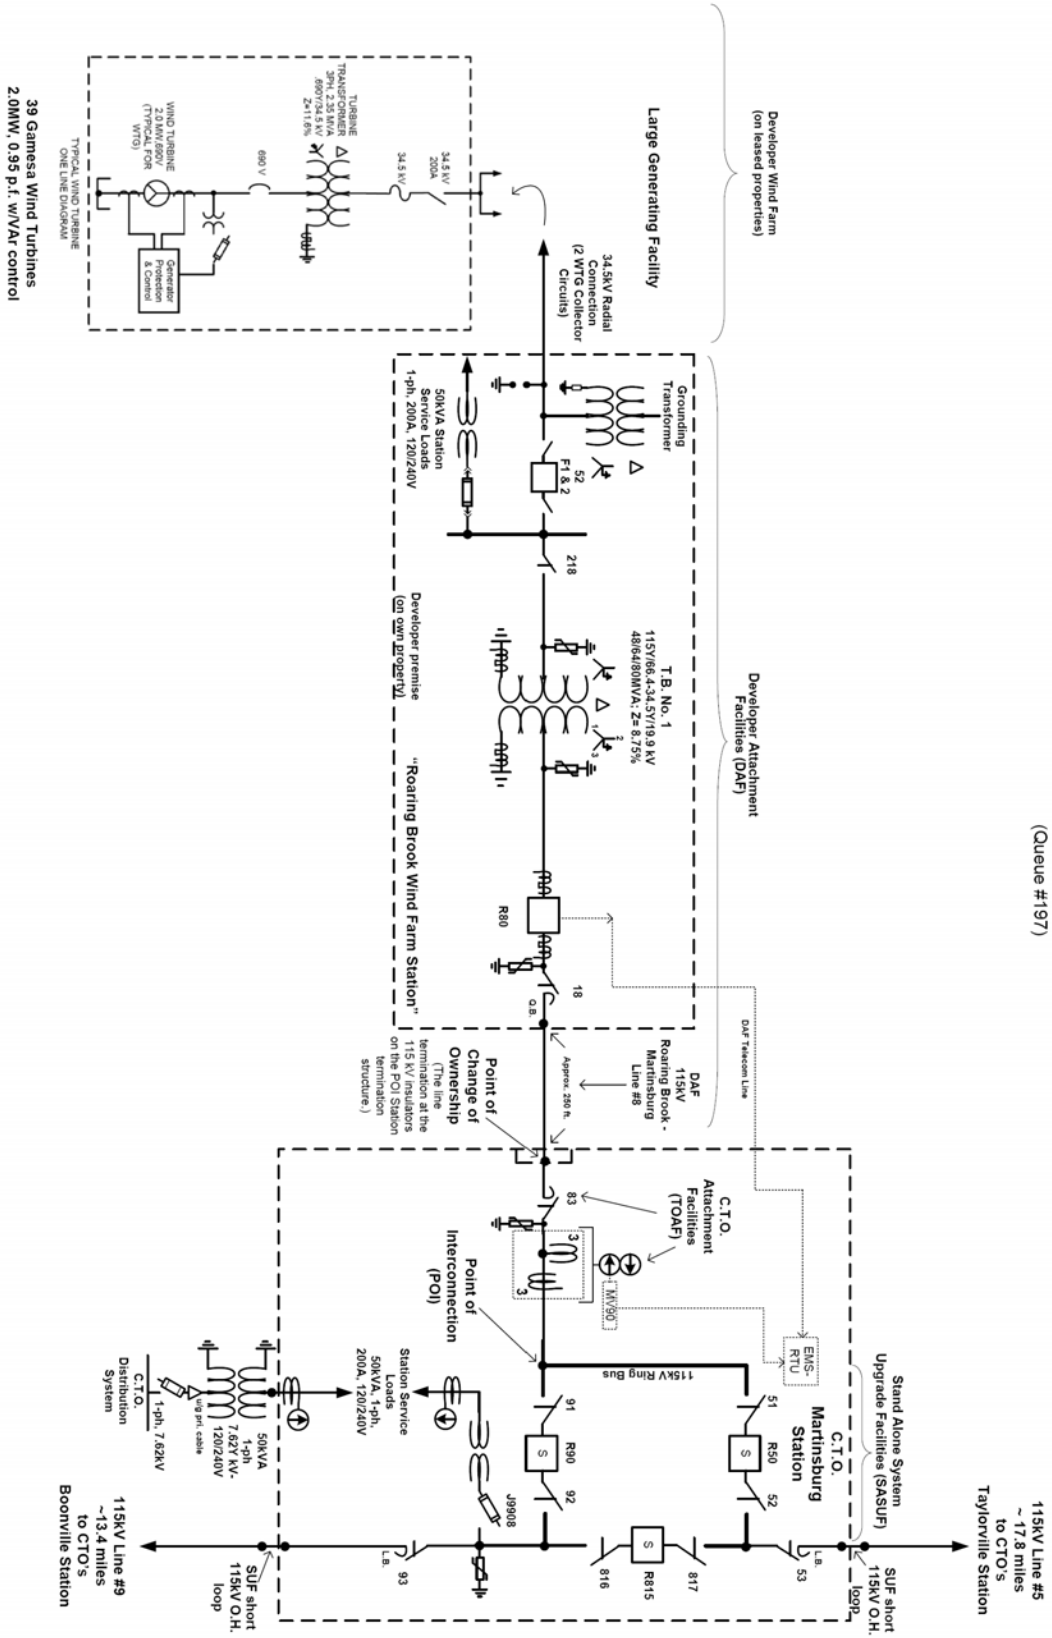 (Queue #197)
Developer Wind Farm
(on leased properties)
Large Generating Facility
34.5kV Radial
Connection
(2 WTG Collector
Circuits)
34.5 kV
200A
34.5 kV
TURBINE
TRANSFORMER
3PH, 2.35 MVA
.690Y/34.5 kV
Z=11.6%
690 V
WIND TURBINE
2.0 MW,690V
(TYPICAL FOR
WTG)
Generator
Protection
& Control
TYPICAL WIND TURBINE
ONE LINE DIAGRAM
39 Gamesa Wind Turbines
2.0MW, 0.95 p.f. w/VAr control
Developer Attachment
Facilities (DAF)
Grounding
Transformer
52
F1 & 2
50kVA Station
Service Loads
1-ph, 200A, 120/240V
218
T.B. No. 1
115Y/66.4-34.5Y/19.9 kV
48/64/80MVA; Z= 8.75%
1
2
3
Developer premise
(on own property)
"Roaring Brook Wind Farm Station"
R80
18
Q.B.
DAF Telecom Line
DAF
115kV
Roaring Brook -
Martinsburg
Line #8
Approx. 250 ft.
Point of
Change of
Ownership
(The line
termination at the
115 kV insulators
on the POI Station
termination
structure.)
C.T.O.
Attachment
Facilities
(TOAF)
83
3
3
MV90
EMS-
RTU
Point of
Interconnection
(POI)
115kV Ring Bus
Stand Alone System
Upgrade Facilities (SASUF)
C.T.O.
Martinsburg
Station
51
R50
S
52
91
R90
S
92
817
R815
S
816
53
L.B.
93
L.B.
J9908
Station Service
Loads
50kVA, 1-ph,
200A, 120/240V
50kVA
1-ph
7.62Y kV-
120/240V
u/g pri. cable
1-ph, 7.62kV
C.T.O.
Distribution
System
SUF short
115kV O.H.
loop
115kV Line #5
~ 17.8 miles
to CTO's
Taylorville Station
SUF short
115kV O.H.
loop
115kV Line #9
~13.4 miles
to CTO's
Boonville Station